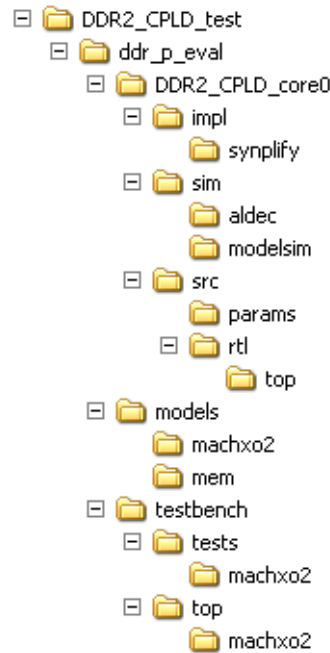 DDR2_CPLD_test
ddr_p_eval
DDR2_CPLD_core0
impl
synplify
sim
aldec
modelsim
src
params
rtl
top
models
machxo2
mem
testbench
tests
machxo2
top
machxo2